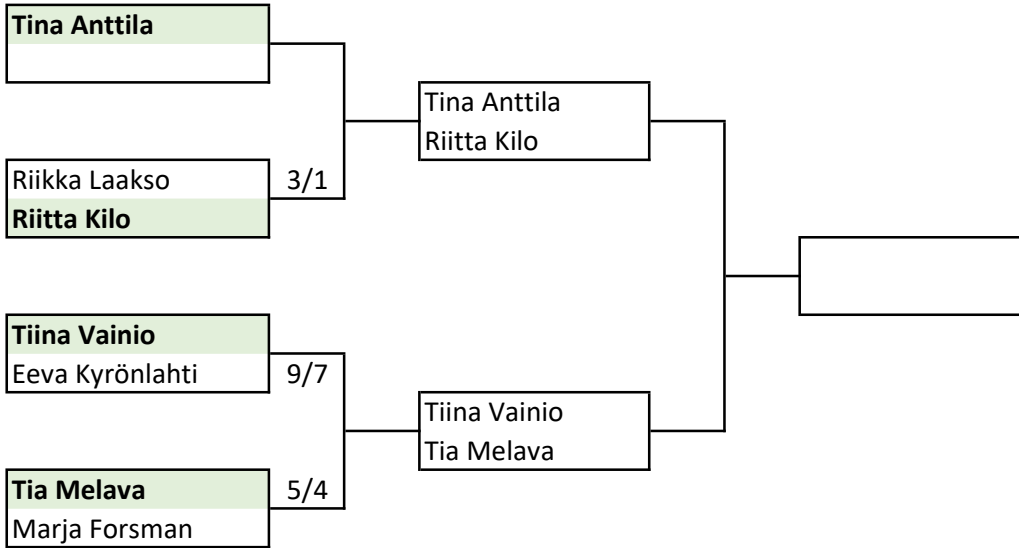 Tina Anttila
Tina Anttila
Riitta Kilo
Riikka Laakso 3/1
Riitta Kilo
Tiina Vainio
Eeva Kyrönlahti 9/7
Tiina Vainio
Tia Melava
Tia Melava 5/4
Marja Forsman